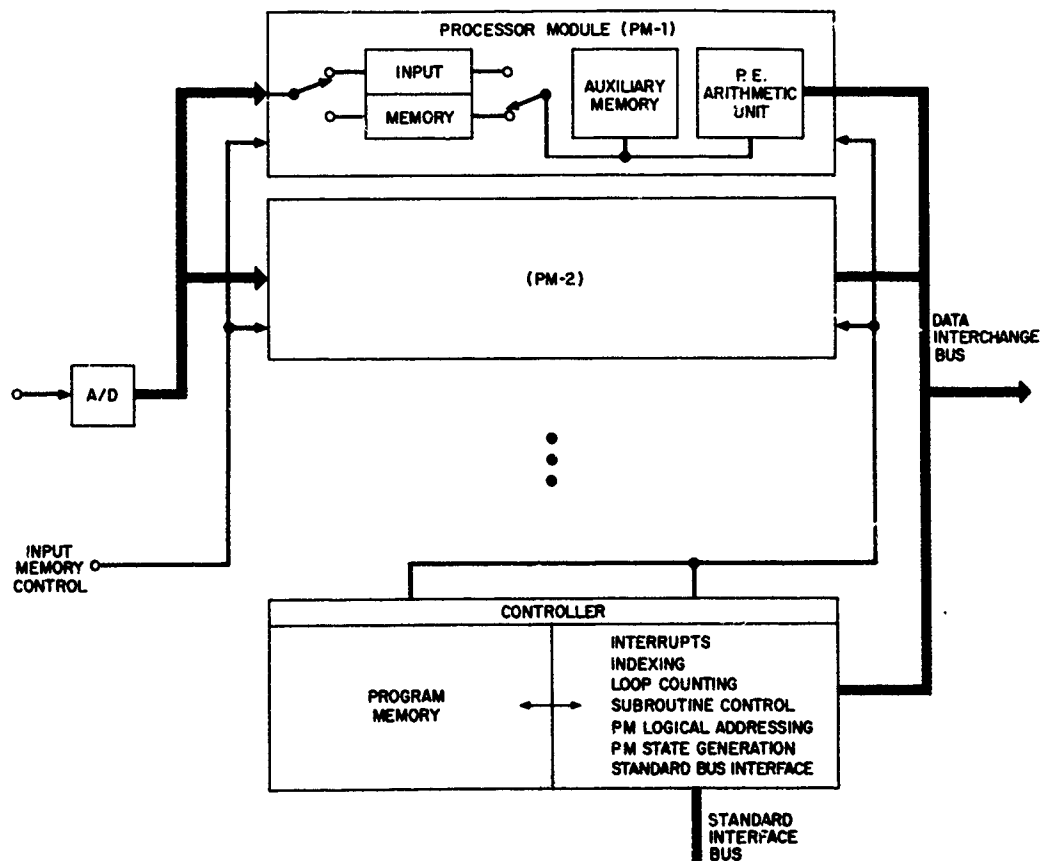 PROCESSOR MODULE (PM-1)
INPUT
MEMORY
AUXILIARY
MEMORY
P. E.
ARITHMETIC
UNIT
(PM-2)
DATA
INTERCHANGE
BUS
A/D
INPUT
MEMORY
CONTROL
CONTROLLER
PROGRAM
MEMORY
INTERRUPTS
INDEXING
LOOP COUNTING
SUBROUTINE CONTROL
PM LOGICAL ADDRESSING
PM STATE GENERATION
STANDARD BUS INTERFACE
STANDARD
INTERFACE
BUS